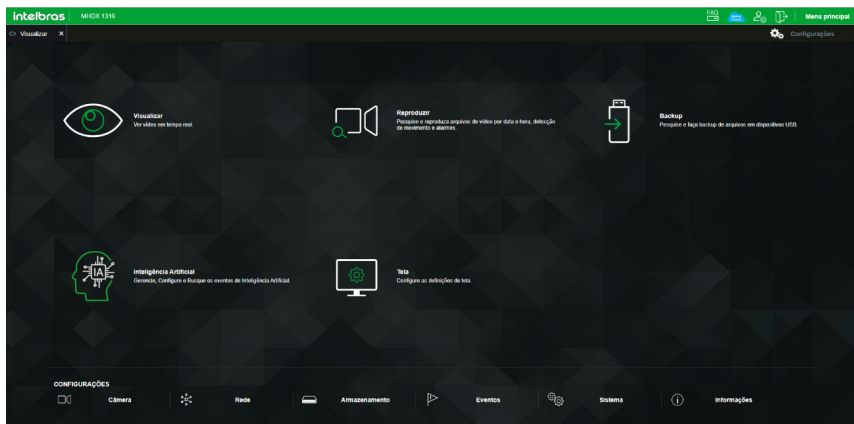 intelbras MHDX 1316 FAQ Menu principal
Visualizar × Configurações
Visualizar
Ver vídeo em tempo real.
Reproduzir
Pesquise e reproduza arquivos de vídeo por data e hora, detecção
de movimento e alarmes.
Backup
Pesquise e faça backup de arquivos em dispositivos USB.
IA
Inteligência Artificial
Gerencie, Configure e Busque os eventos de Inteligência Artificial.
Tela
Configure as definições de tela.
CONFIGURAÇÕES
Câmera Rede Armazenamento Eventos Sistema Informações